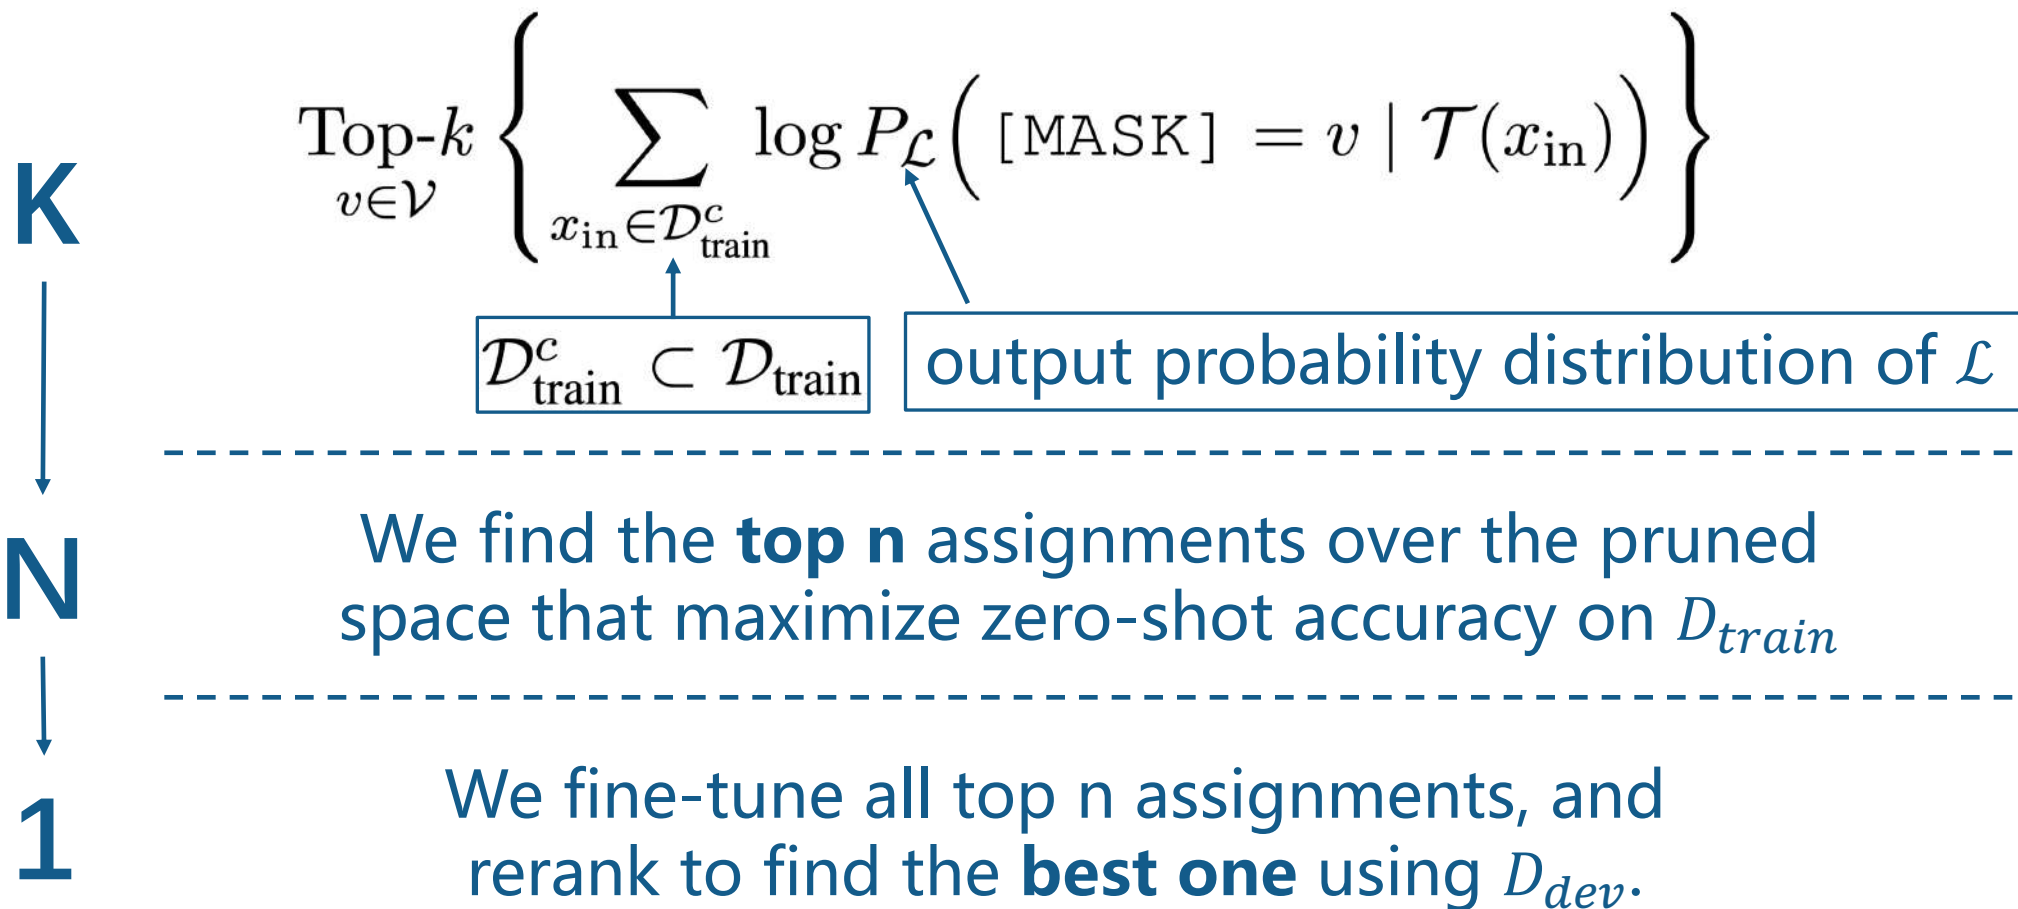 K
Top-k v∈𝒱 { ∑ x_in∈𝒟^c_train log P_ℒ ( [MASK] = v | 𝒯(x_in) ) }
𝒟^c_train ⊂ 𝒟_train
output probability distribution of ℒ
N
We find the top n assignments over the pruned
space that maximize zero-shot accuracy on D_train
1
We fine-tune all top n assignments, and
rerank to find the best one using D_dev.